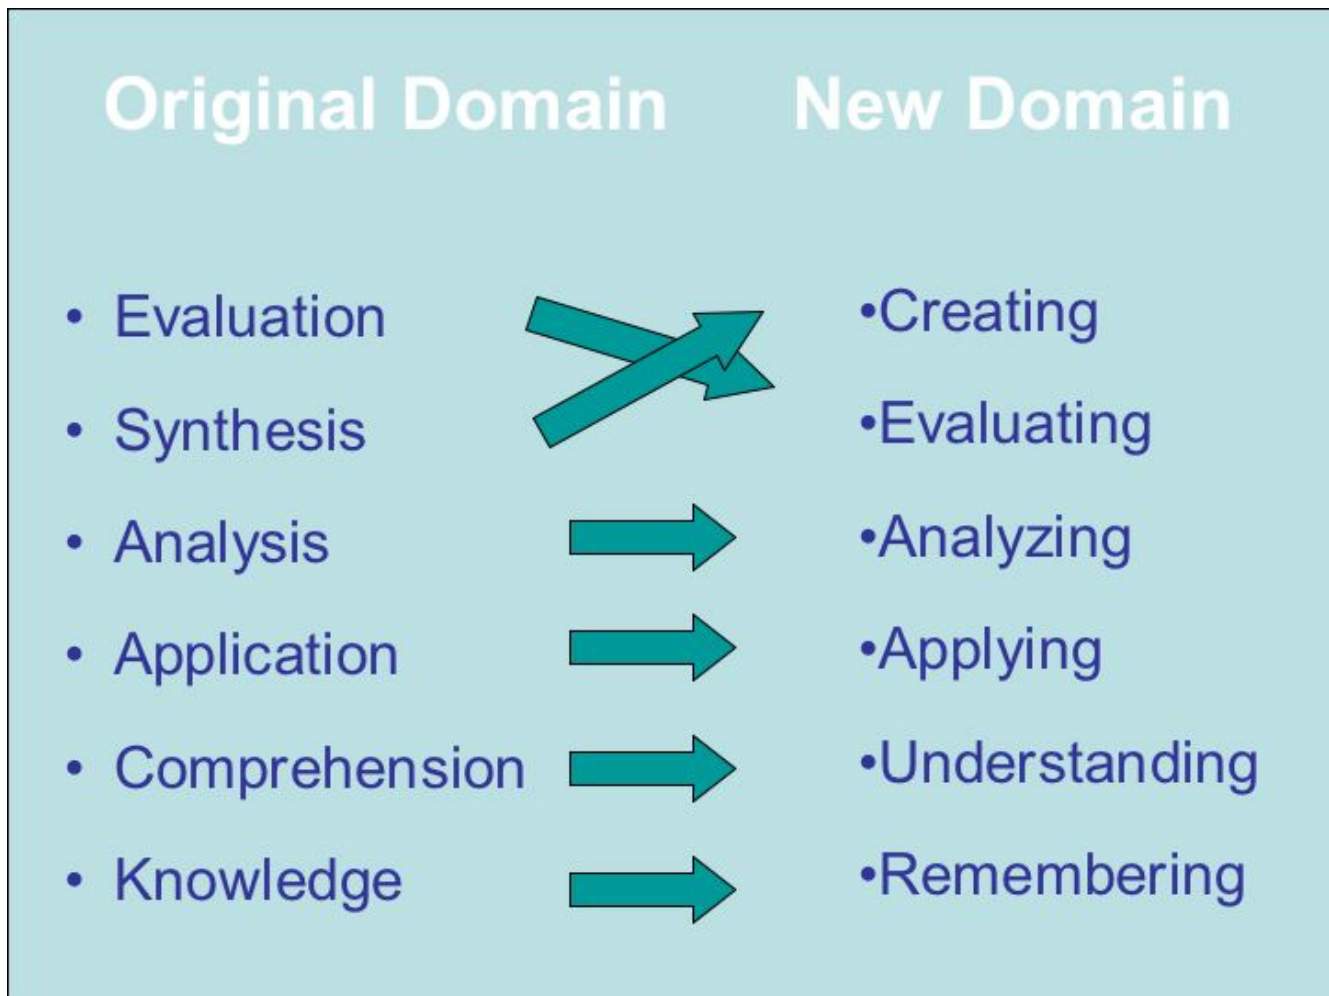 Original Domain
New Domain
• Evaluation
• Synthesis
• Analysis
• Application
• Comprehension
• Knowledge
•Creating
•Evaluating
•Analyzing
•Applying
•Understanding
•Remembering